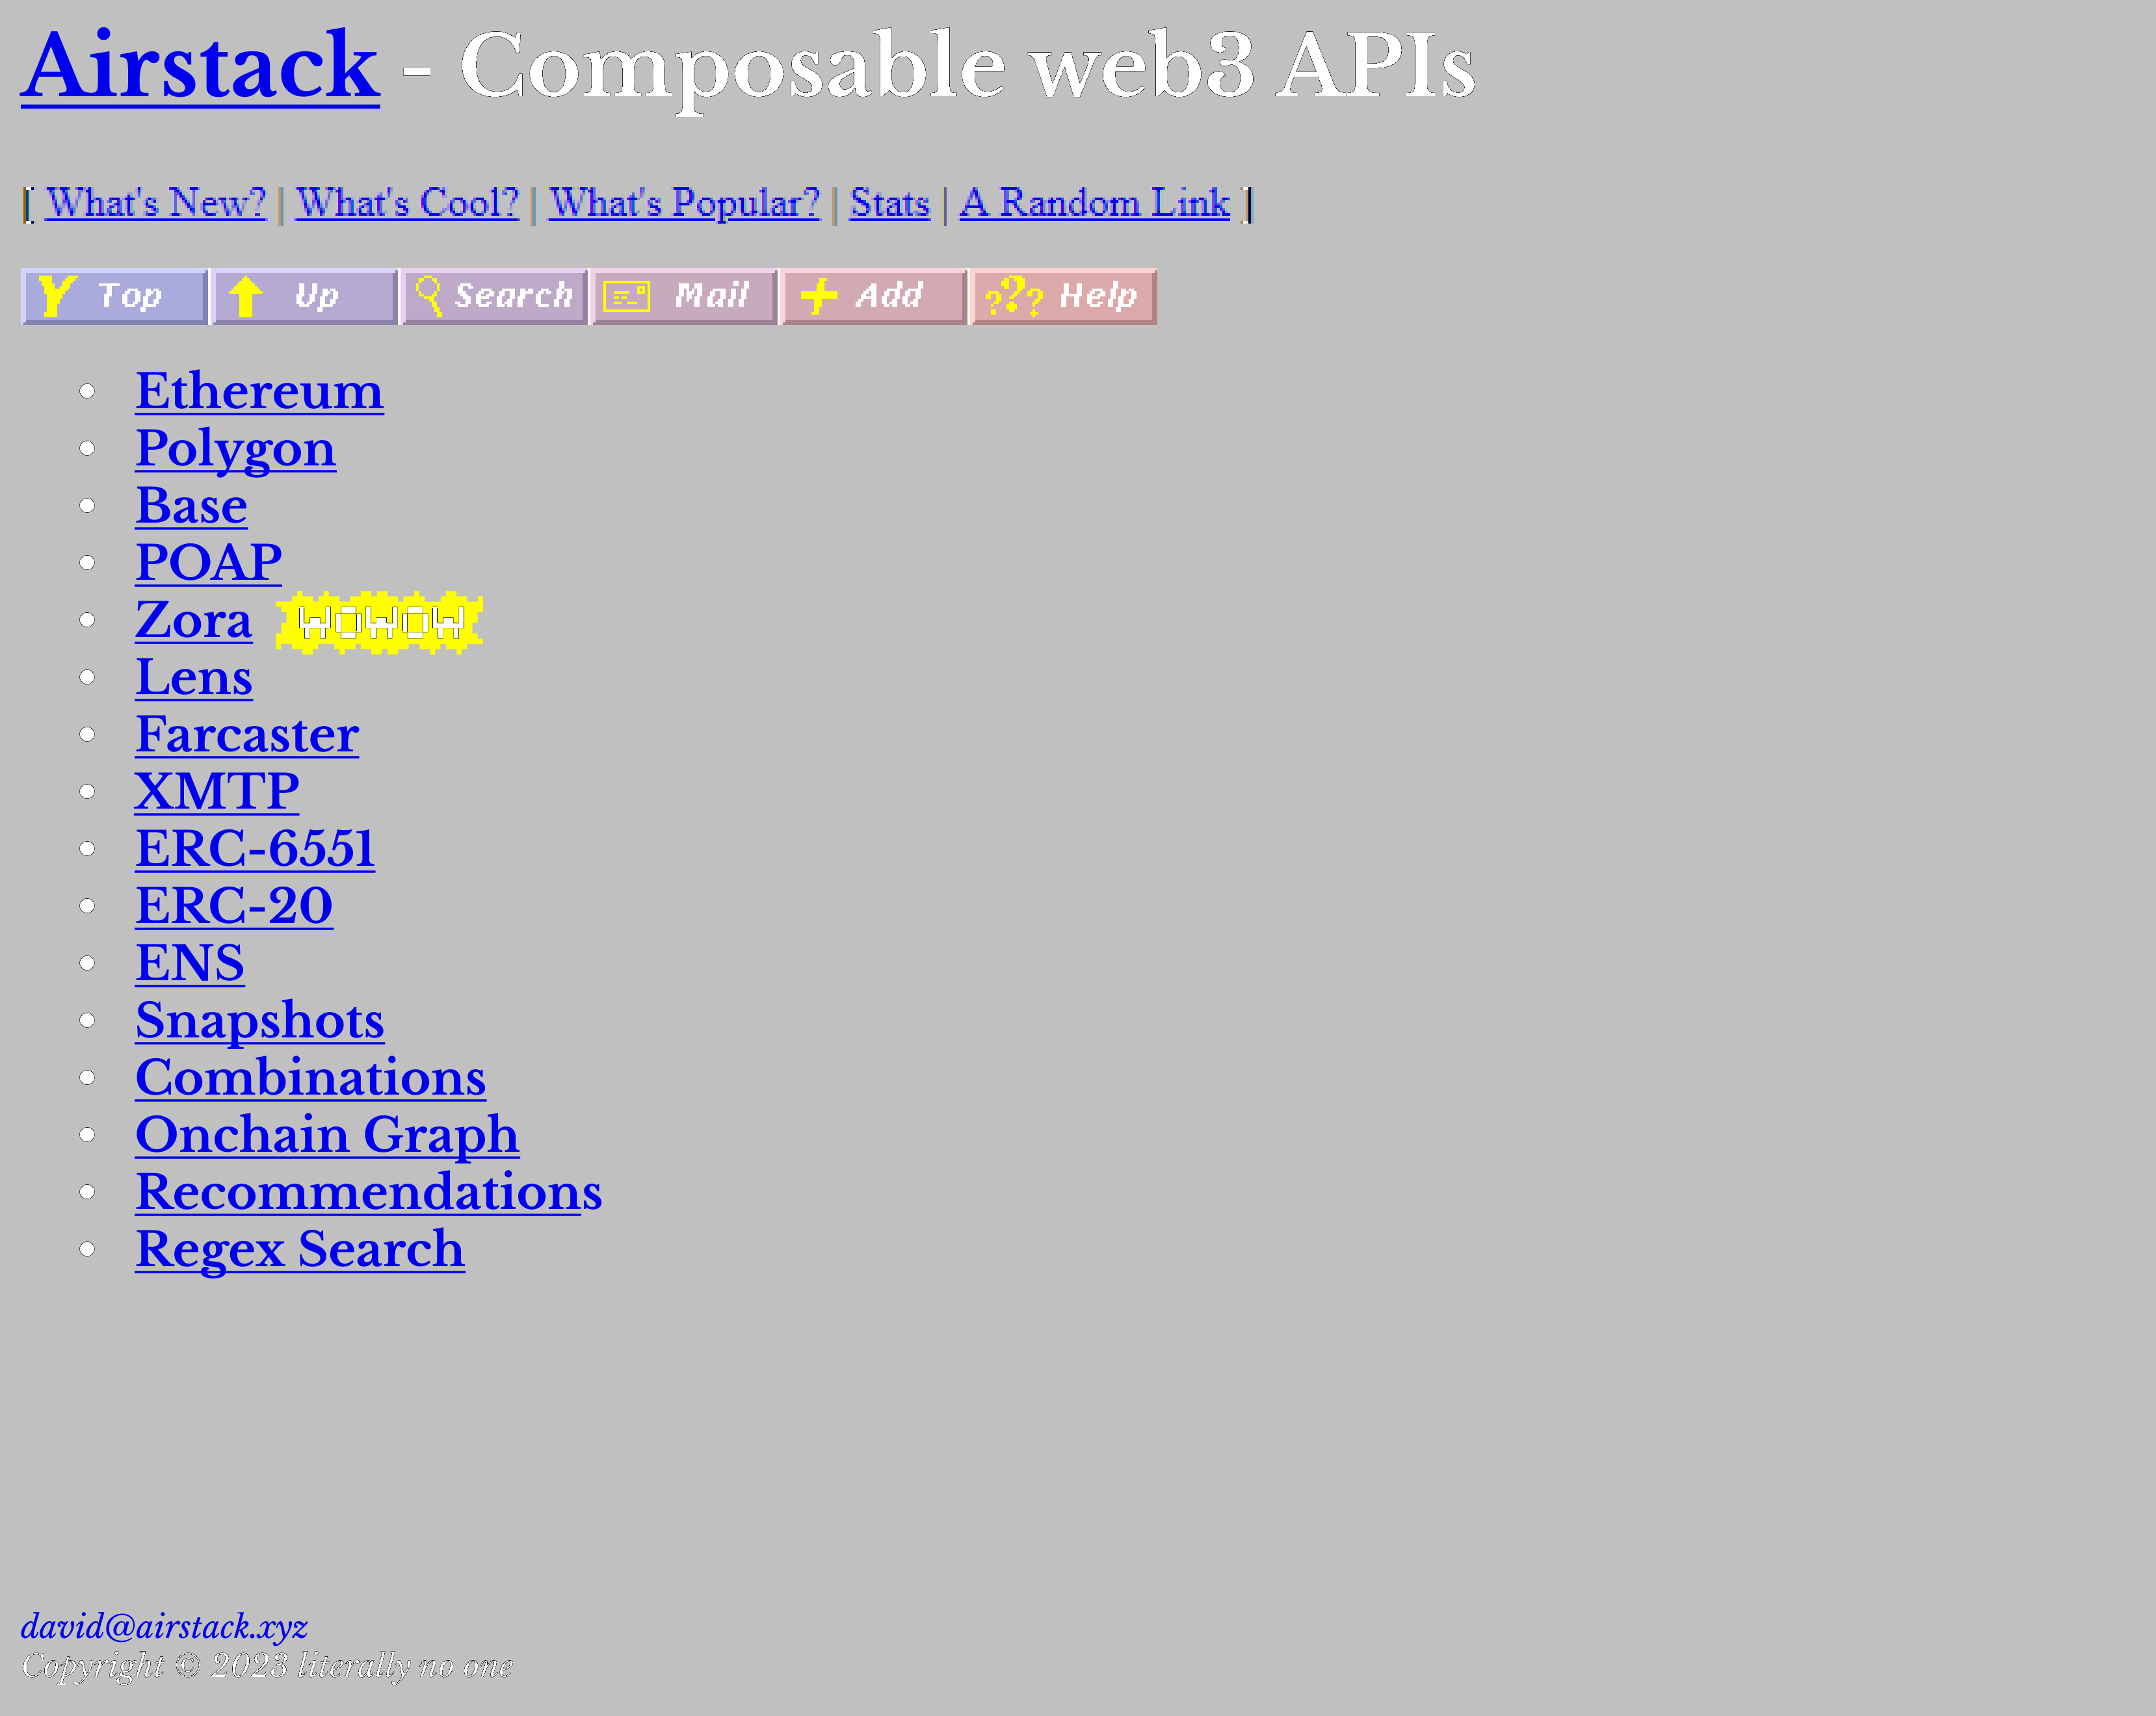 Airstack - Composable web3 APIs
[ What's New? | What's Cool? | What's Popular? | Stats | A Random Link ]
Top Up Search Mail Add Help
Ethereum
Polygon
Base
POAP
Zora WOWOW
Lens
Farcaster
XMTP
ERC-6551
ERC-20
ENS
Snapshots
Combinations
Onchain Graph
Recommendations
Regex Search
david@airstack.xyz
Copyright © 2023 literally no one